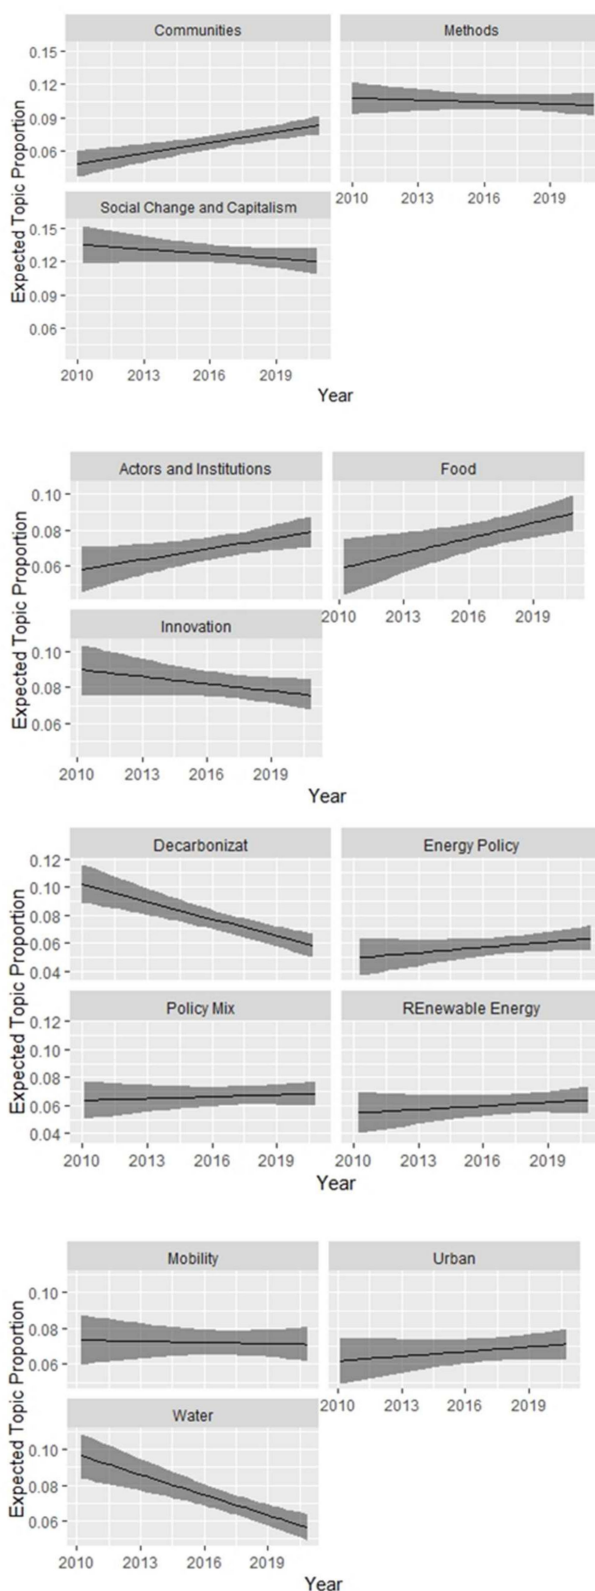 Communities
Methods
0.15
0.12
0.09
0.06
Social Change and Capitalism
2010 2013 2016 2019
0.15
0.12
0.09
0.06
2010 2013 2016 2019
Expected Topic Proportion
Year
Actors and Institutions
Food
0.10
0.08
0.06
Innovation
2010 2013 2016 2019
0.10
0.08
0.06
2010 2013 2016 2019
Expected Topic Proportion
Year
Decarbonizat
Energy Policy
0.12
0.10
0.08
0.06
0.04
Policy Mix
REnewable Energy
0.12
0.10
0.08
0.06
0.04
2010 2013 2016 2019
2010 2013 2016 2019
Expected Topic Proportion
Year
Mobility
Urban
0.10
0.08
0.06
Water
2010 2013 2016 2019
0.10
0.08
0.06
2010 2013 2016 2019
Expected Topic Proportion
Year